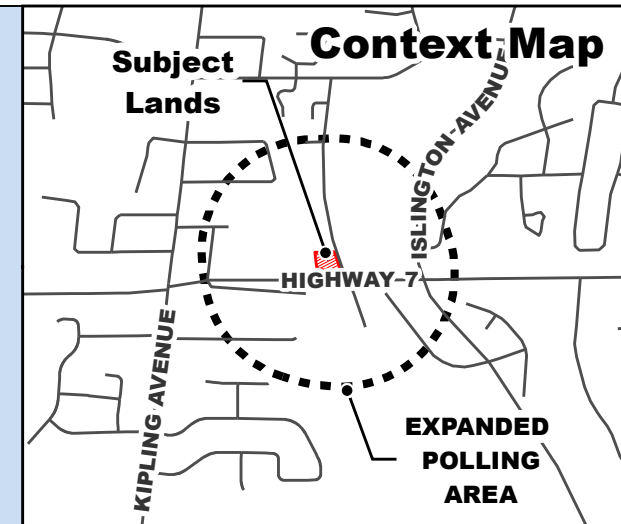 Context Map
Subject
Lands
ISLINGTON AVENUE
HIGHWAY 7
KIPLING AVENUE
EXPANDED
POLLING
AREA